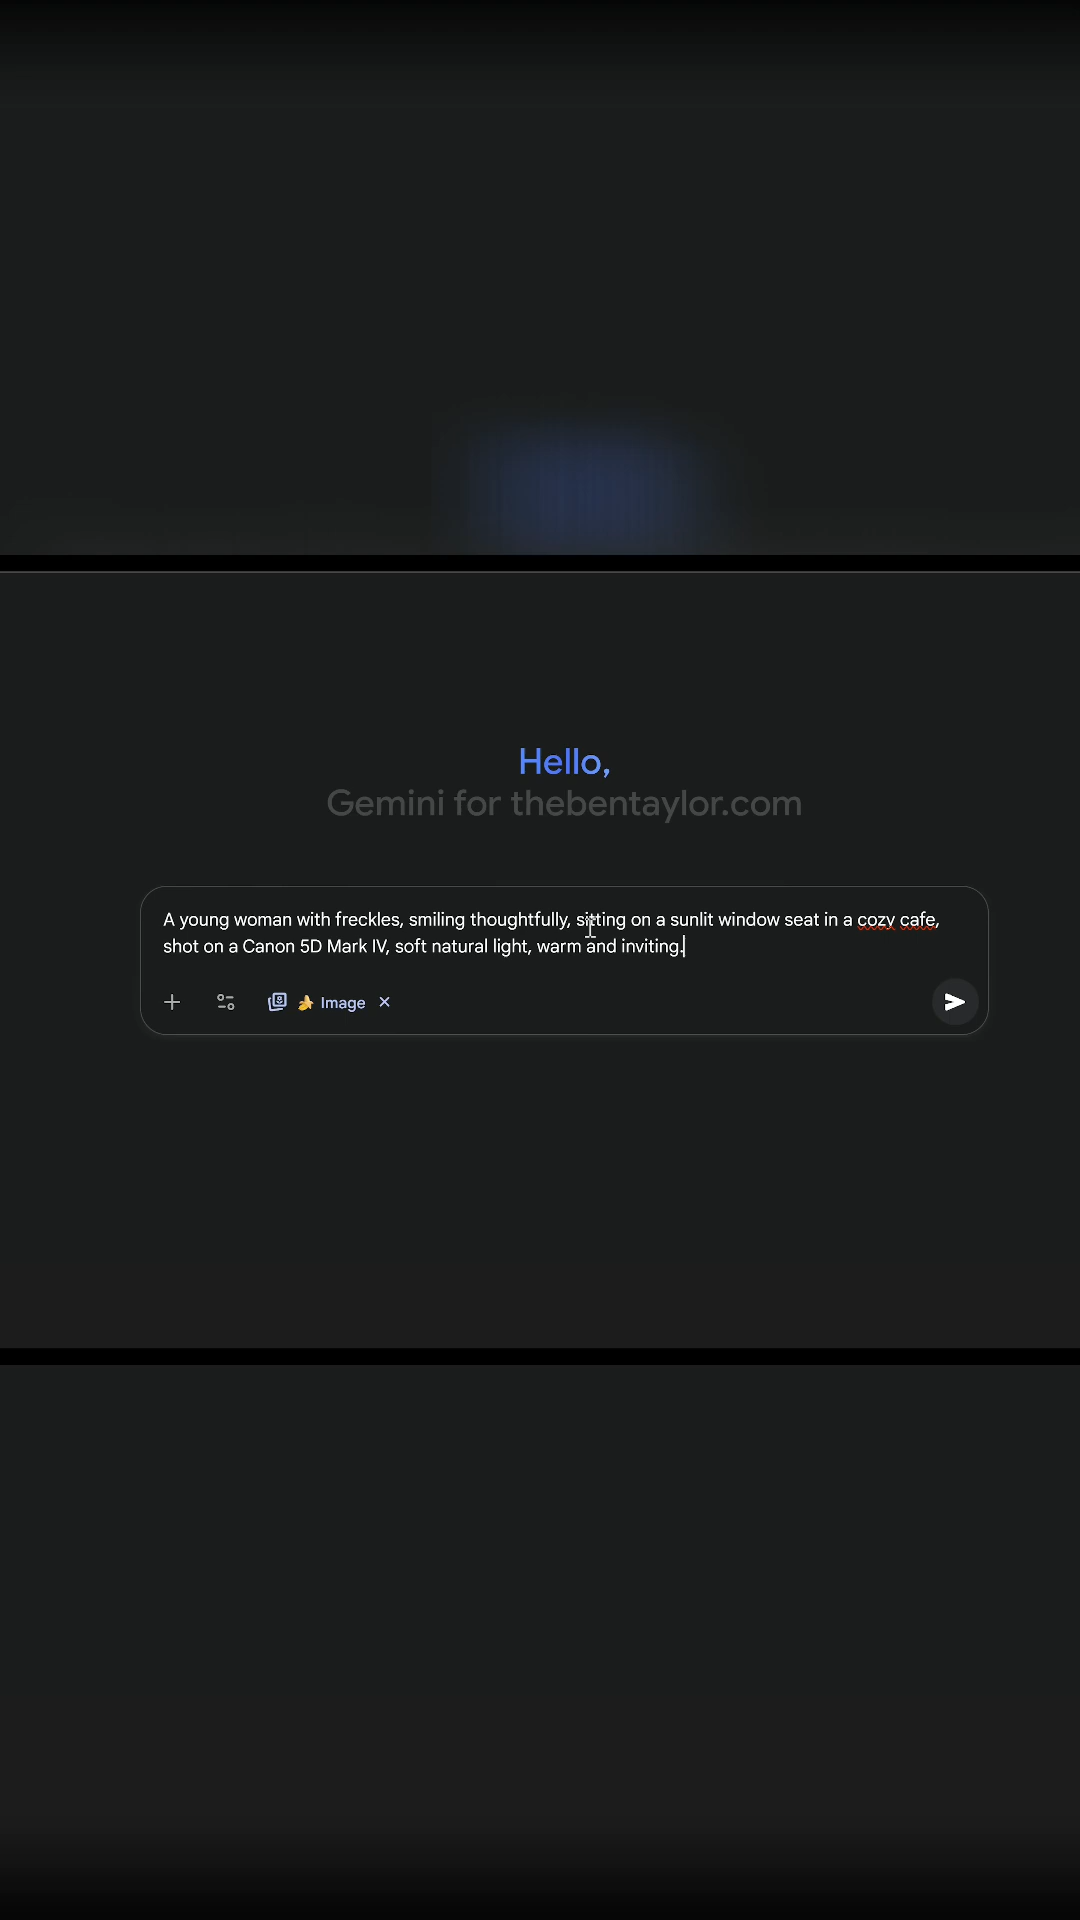 Hello,
Gemini for thebentaylor.com
A young woman with freckles, smiling thoughtfully, sitting on a sunlit window seat in a cozy cafe,
shot on a Canon 5D Mark IV, soft natural light, warm and inviting.
Image